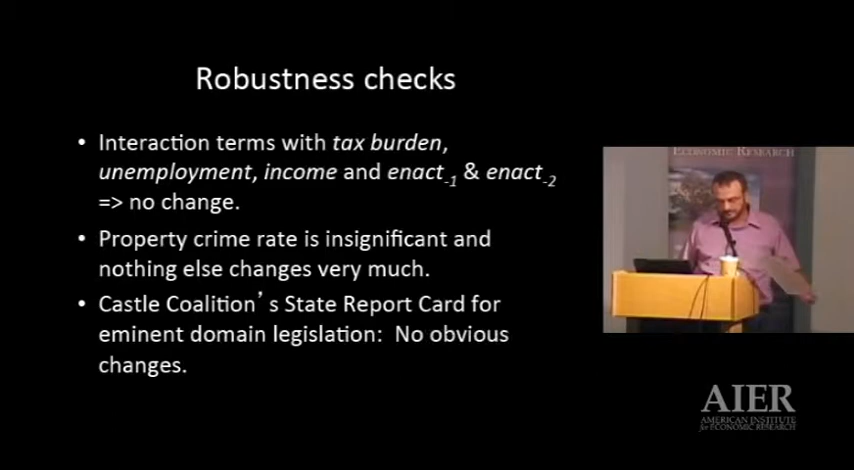 Robustness checks
• Interaction terms with tax burden,
unemployment, income and enact-1 & enact-2
=> no change.
• Property crime rate is insignificant and
nothing else changes very much.
• Castle Coalition's State Report Card for
eminent domain legislation: No obvious
changes.
ECONOMIC RESEARCH
AIER
AMERICAN INSTITUTE
for ECONOMIC RESEARCH